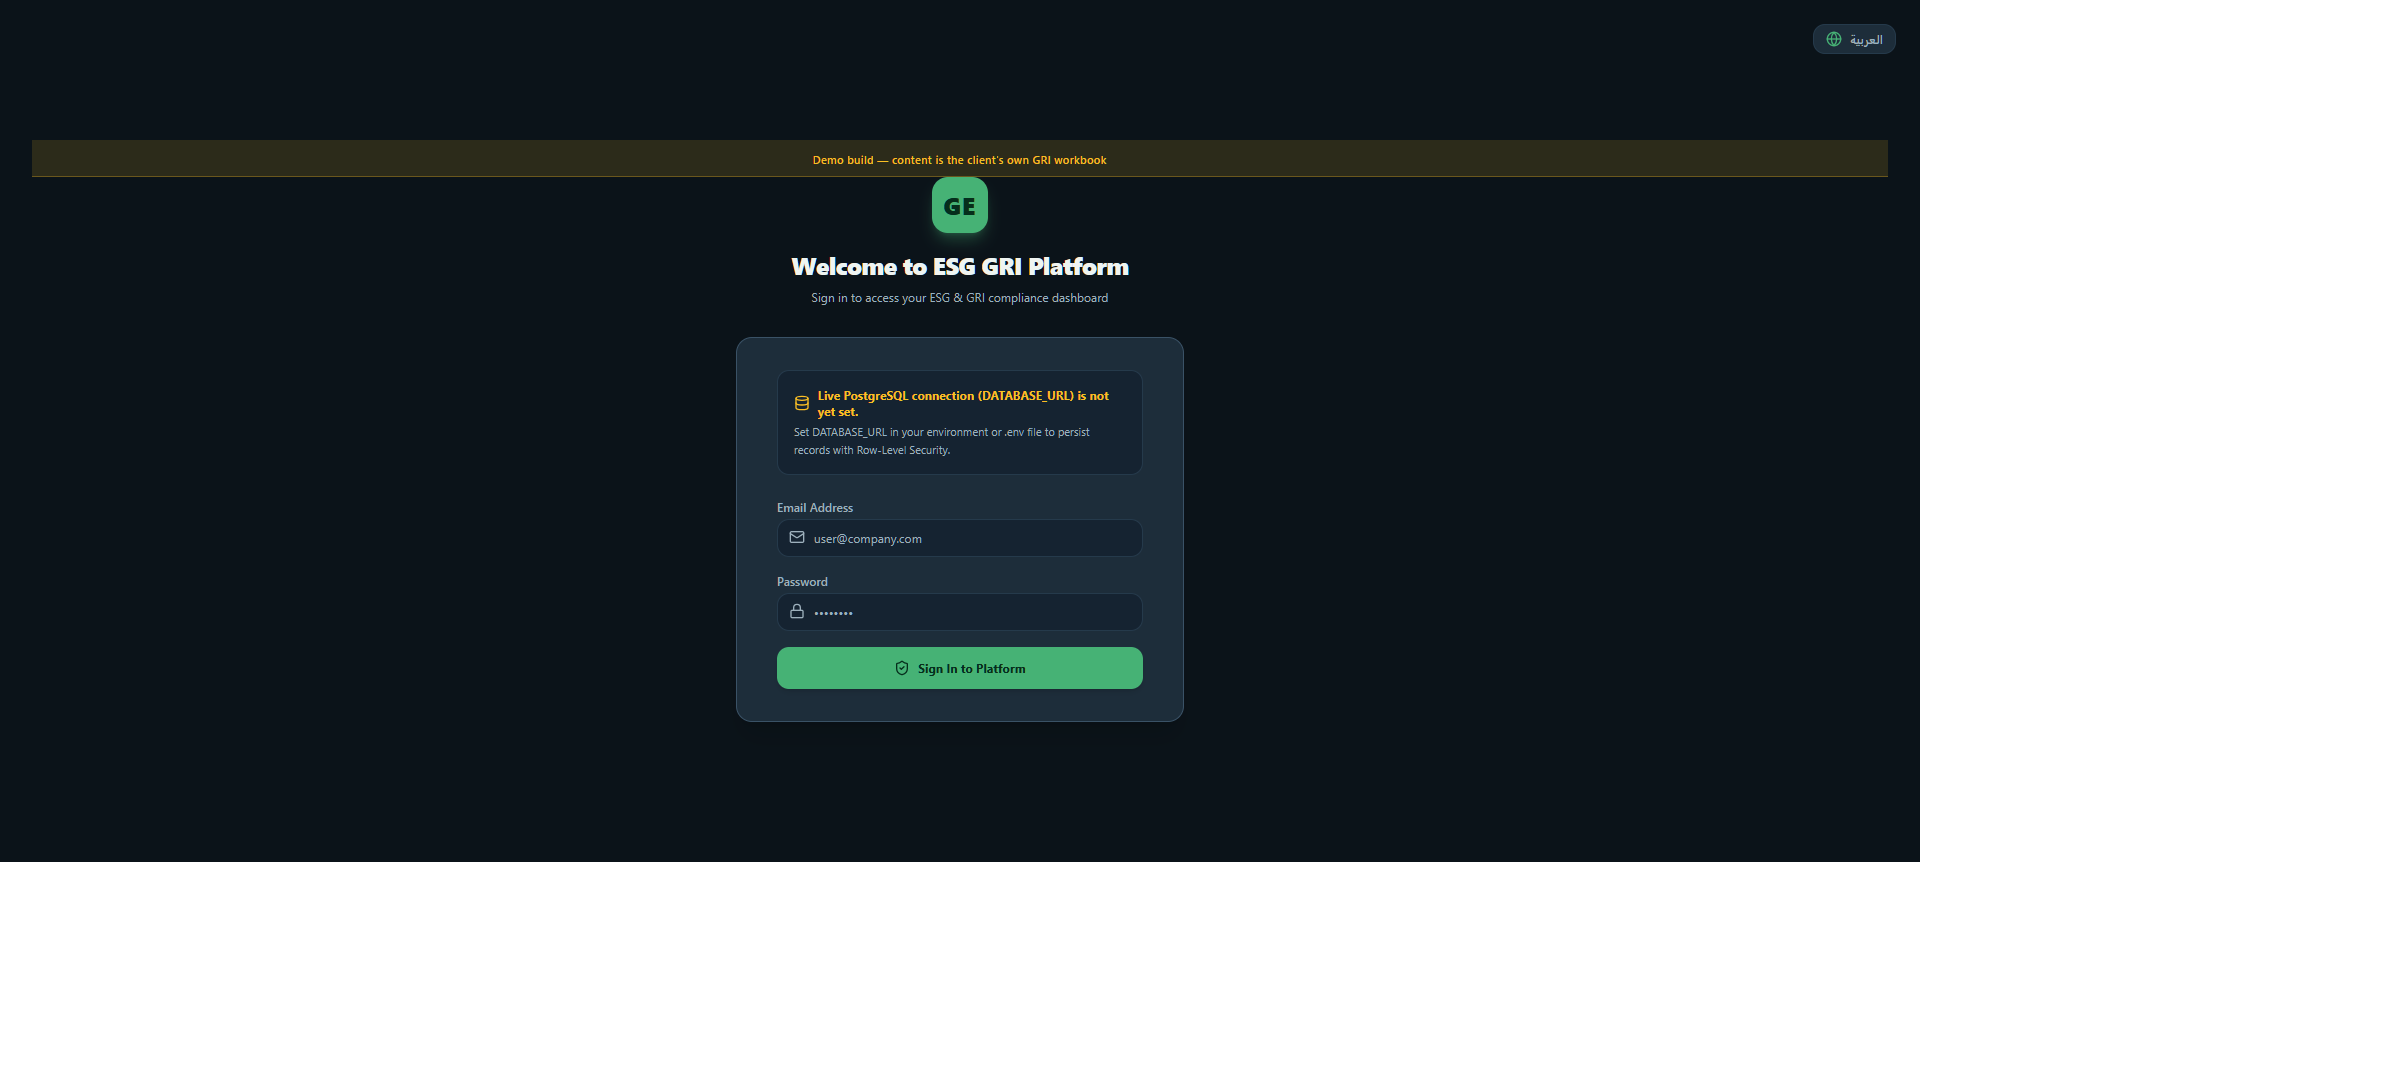 العربية
Demo build — content is the client's own GRI workbook
GE
Welcome to ESG GRI Platform
Sign in to access your ESG & GRI compliance dashboard
Live PostgreSQL connection (DATABASE_URL) is not
yet set.
Set DATABASE_URL in your environment or .env file to persist
records with Row-Level Security.
Email Address
user@company.com
Password
••••••••
Sign In to Platform